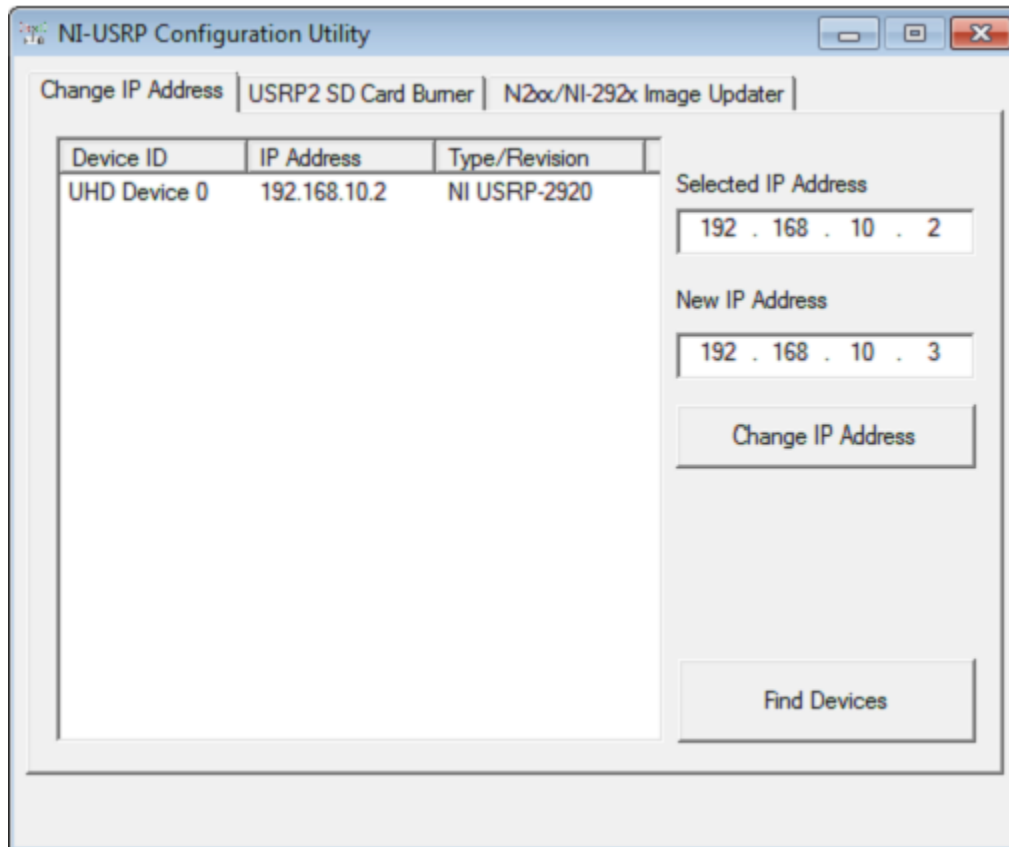 NI-USRP Configuration Utility
Change IP Address USRP2 SD Card Burner N2xx/NI-292x Image Updater
Device ID IP Address Type/Revision
UHD Device 0 192.168.10.2 NI USRP-2920
Selected IP Address
192 . 168 . 10 . 2
New IP Address
192 . 168 . 10 . 3
Change IP Address
Find Devices